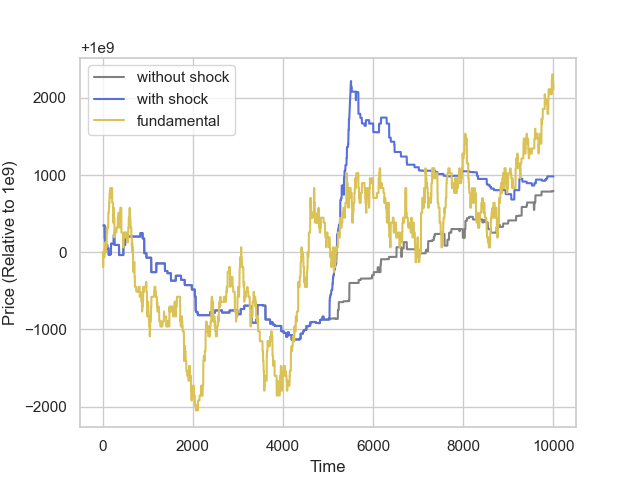 +1e9
without shock
with shock
fundamental
2000
1000
0
−1000
−2000
Price (Relative to 1e9)
0 2000 4000 6000 8000 10000
Time